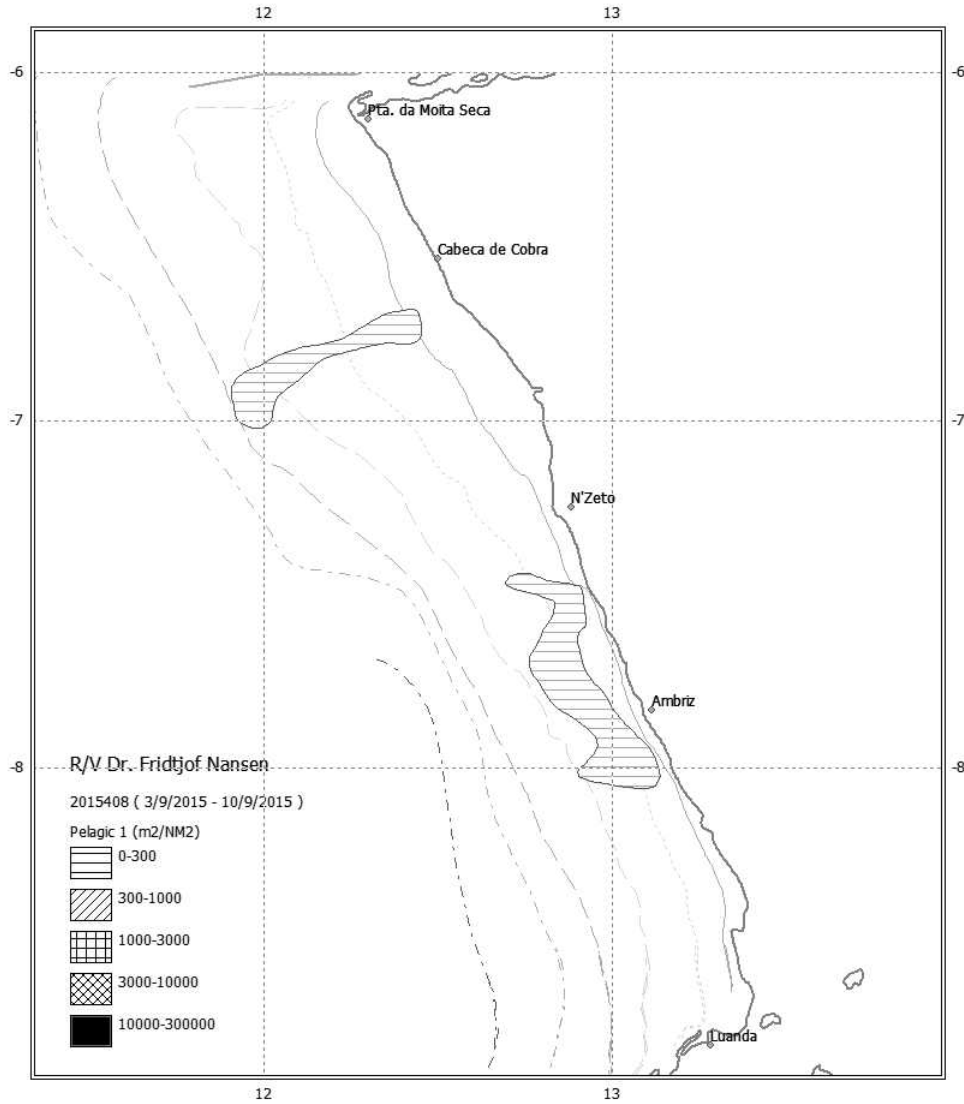 12 13
-6 -6
Pta. da Moita Seca
Cabeca de Cobra
-7 -7
N'Zeto
Ambriz
-8 -8
R/V Dr. Fridtjof Nansen
2015408 ( 3/9/2015 - 10/9/2015 )
Pelagic 1 (m2/NM2)
0-300
300-1000
1000-3000
3000-10000
10000-300000
Luanda
12 13